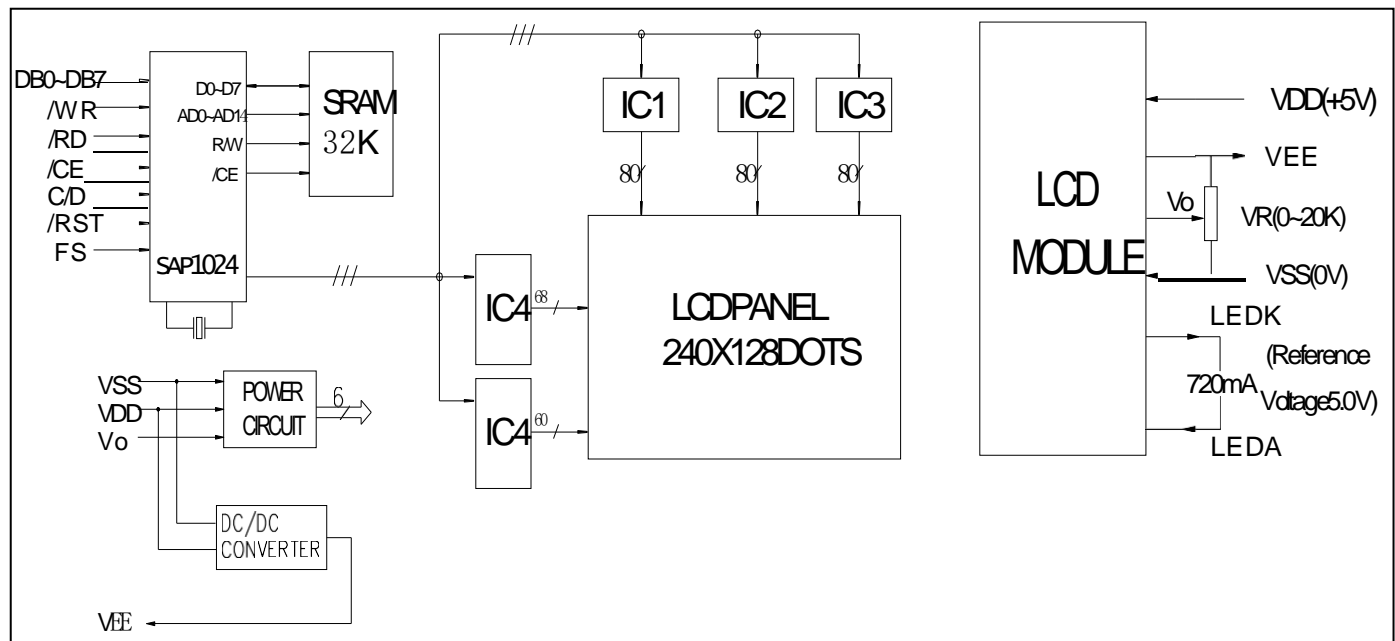 DB0~DB7
/WR
/RD
/CE
C/D
/RST
FS
D0~D7
AD0~AD14
R/W
/CE
SAP1024
SRAM
32K
IC1
IC2
IC3
80
80
80
IC4
68
IC4
60
LCDPANEL
240X128DOTS
VSS
VDD
Vo
POWER
CIRCUIT
6
DC/DC
CONVERTER
VEE
LCD
MODULE
VDD(+5V)
VEE
Vo
VR(0~20K)
VSS(0V)
LEDK
(Reference
720mA
Voltage5.0V)
LEDA